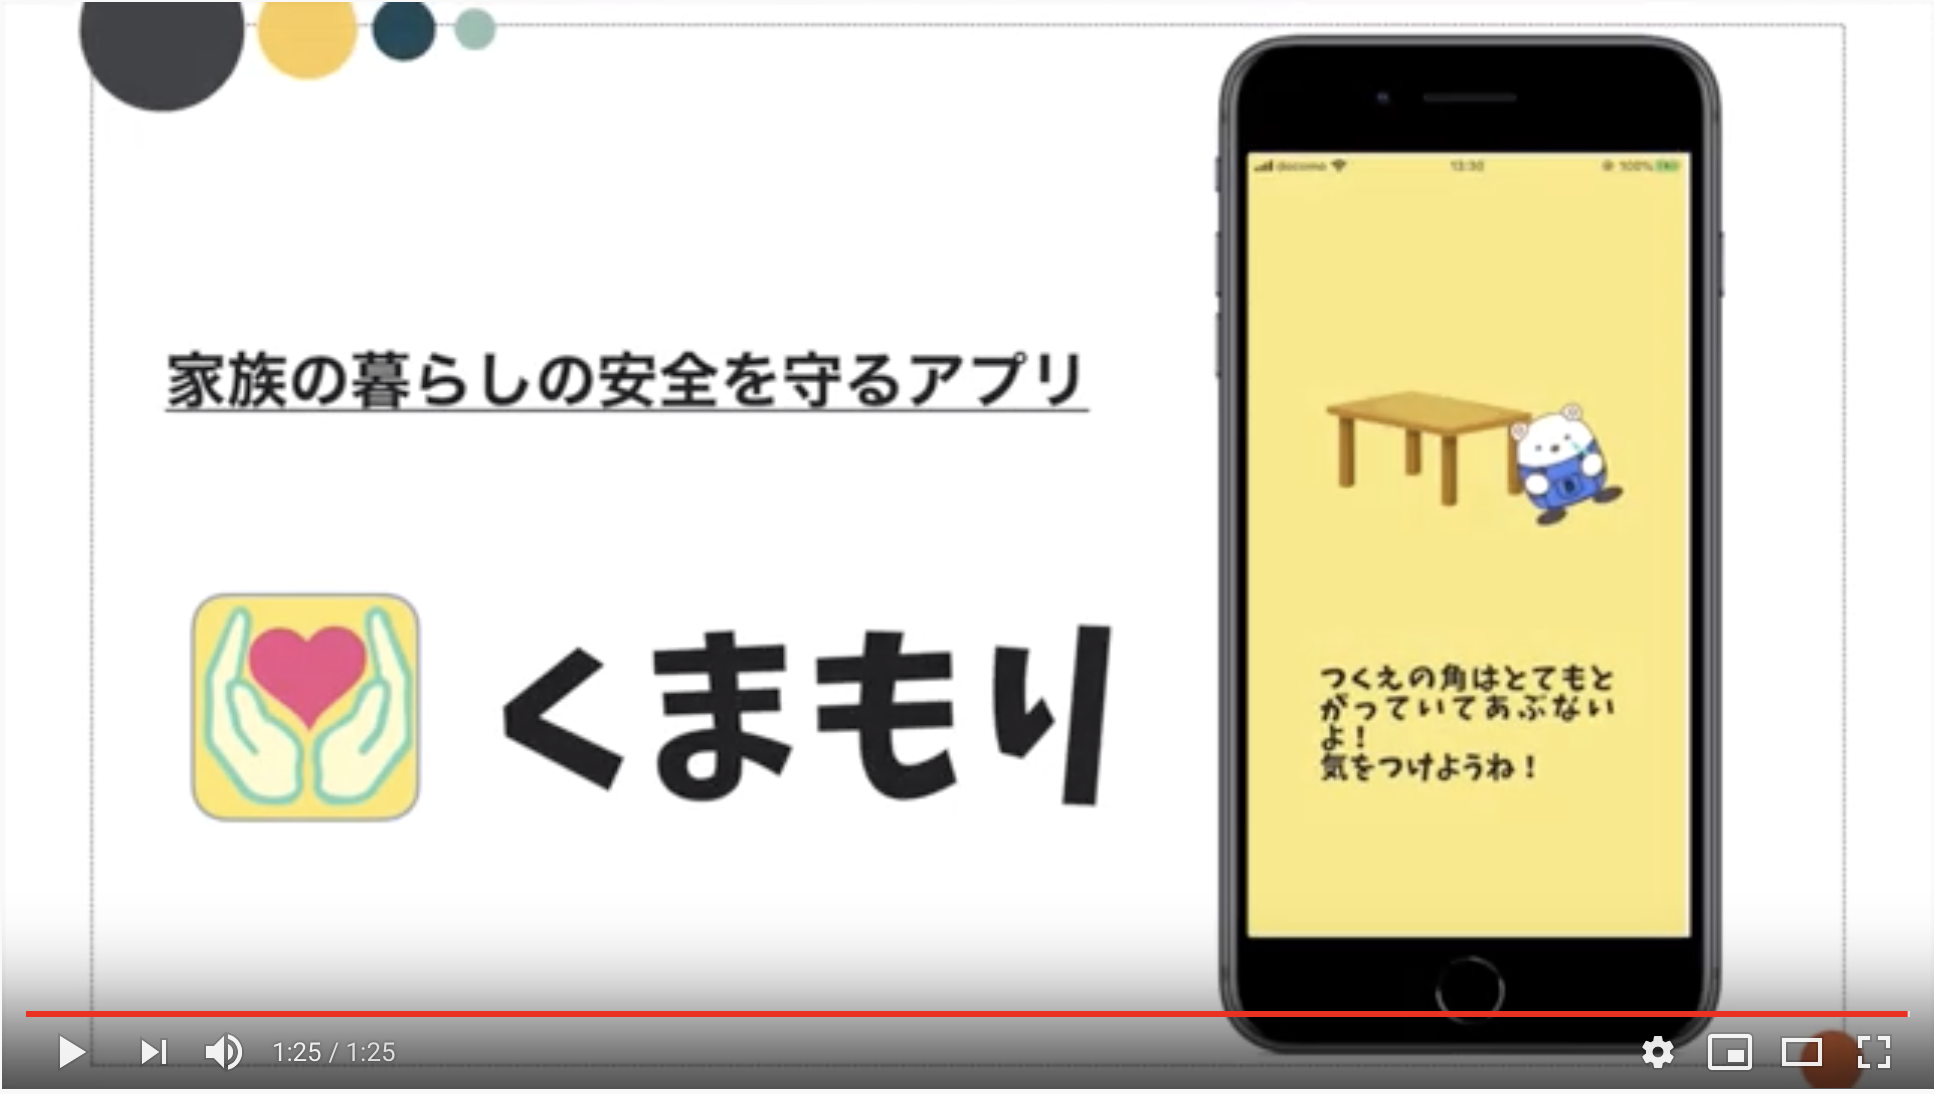 家族の暮らしの安全を守るアプリ
くまもり
docomo 13:30 100%
つくえの角はとてもと
がっていてあぶない
よ！
気をつけようね！
1:25 / 1:25